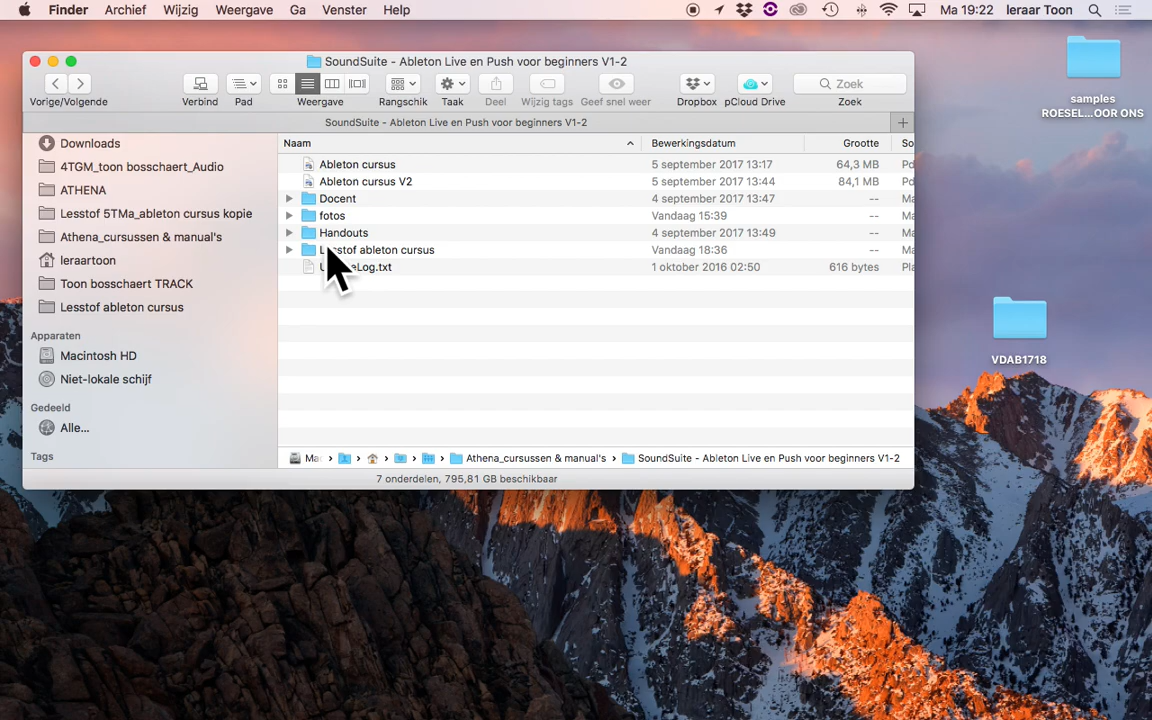 Finder Archief Wijzig Weergave Ga Venster Help Ma 19:22 leraar Toon
SoundSuite - Ableton Live en Push voor beginners V1-2
Vorige/Volgende Verbind Pad Weergave Rangschik Taak Deel Wijzig tags Geef snel weer Dropbox pCloud Drive Zoek
Zoek
SoundSuite - Ableton Live en Push voor beginners V1-2
Downloads
4TGM_toon bosschaert_Audio
ATHENA
Lesstof 5TMa_ableton cursus kopie
Athena_cursussen & manual's
leraartoon
Toon bosschaert TRACK
Lesstof ableton cursus
Apparaten
Macintosh HD
Niet-lokale schijf
Gedeeld
Alle...
Tags
Naam Bewerkingsdatum Grootte So
Ableton cursus 5 september 2017 13:17 64,3 MB Pd
Ableton cursus V2 5 september 2017 13:44 84,1 MB Pd
Docent 4 september 2017 13:47 -- Ma
fotos Vandaag 15:39 -- Ma
Handouts 4 september 2017 13:49 -- Ma
Lesstof ableton cursus Vandaag 18:36 -- Ma
Log.txt 1 oktober 2016 02:50 616 bytes Pla
Ma › Athena_cursussen & manual's › SoundSuite - Ableton Live en Push voor beginners V1-2
7 onderdelen, 795,81 GB beschikbaar
samples
ROESEL...OOR ONS
VDAB1718